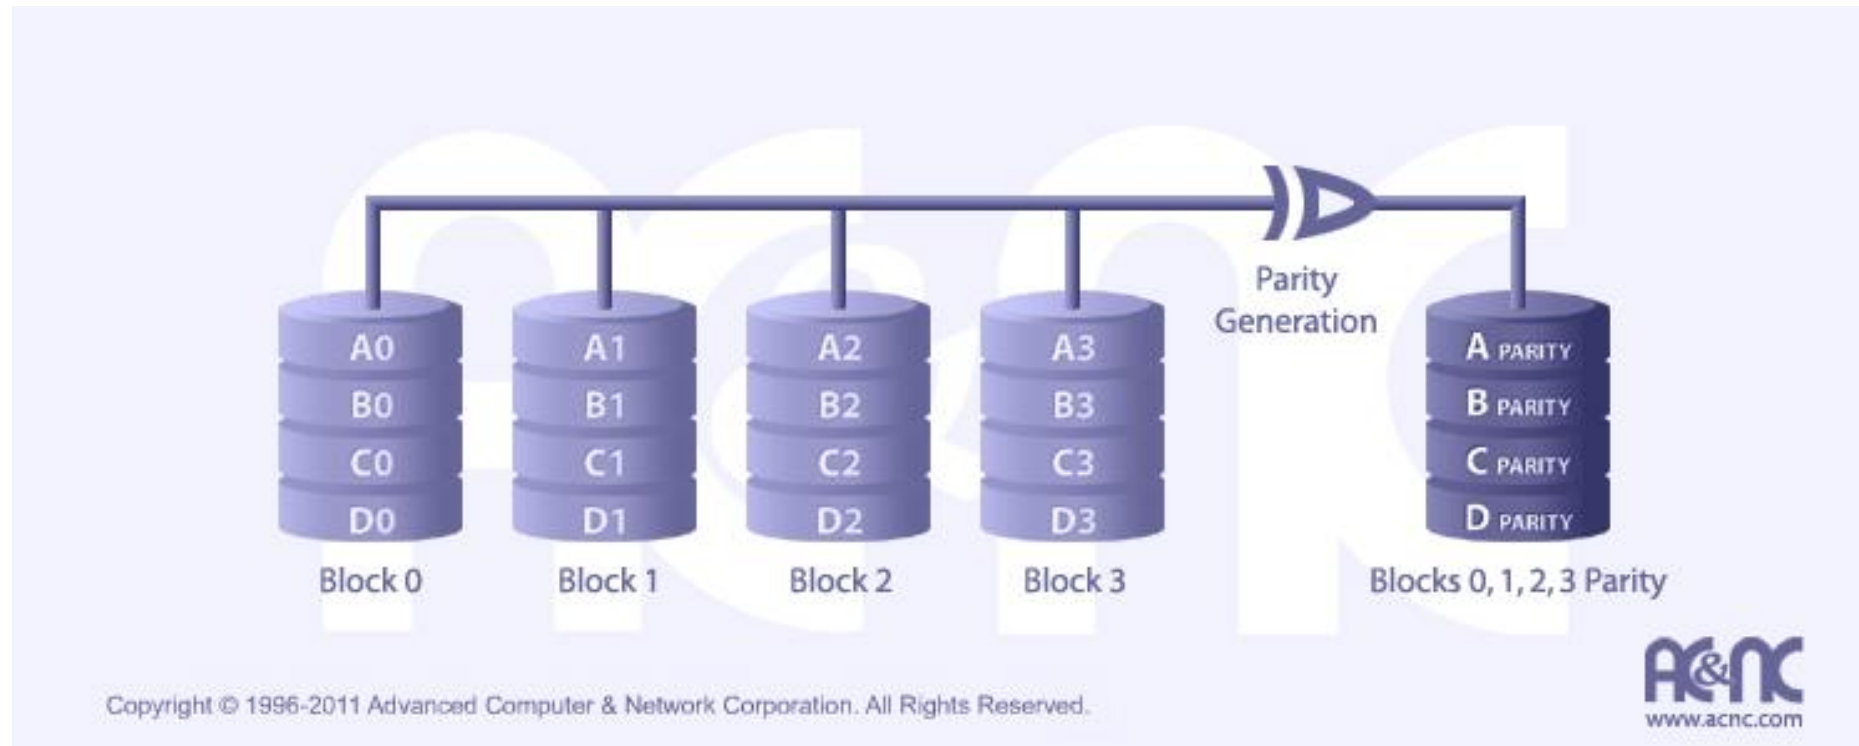 Parity
Generation
A0
A1
A2
A3
A PARITY
B0
B1
B2
B3
B PARITY
C0
C1
C2
C3
C PARITY
D0
D1
D2
D3
D PARITY
Block 0
Block 1
Block 2
Block 3
Blocks 0, 1, 2, 3 Parity
AC&NC
www.acnc.com
Copyright © 1996-2011 Advanced Computer & Network Corporation. All Rights Reserved.